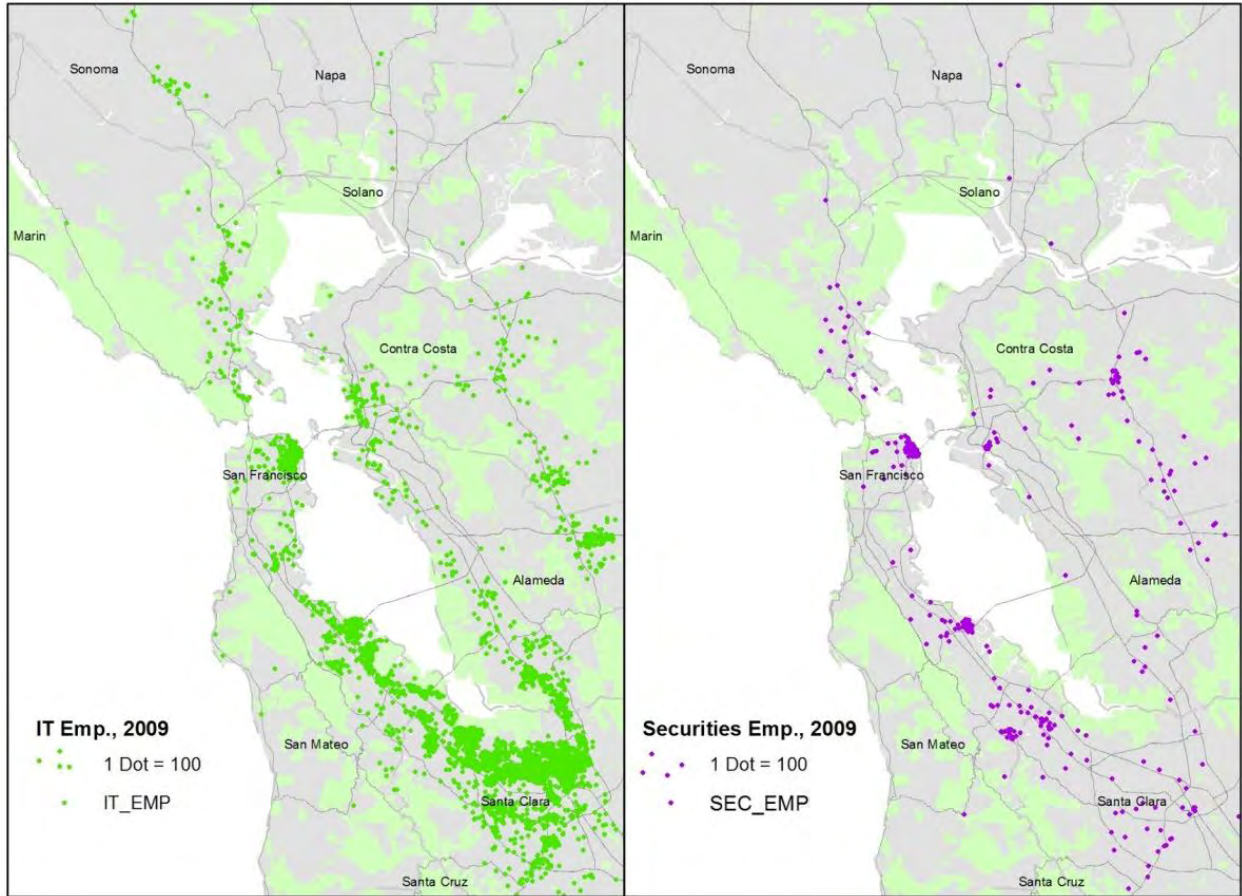 Sonoma
Napa
Solano
Marin
Contra Costa
San Francisco
Alameda
IT Emp., 2009
1 Dot = 100
IT_EMP
San Mateo
Santa Clara
Santa Cruz
Sonoma
Napa
Solano
Marin
Contra Costa
San Francisco
Alameda
Securities Emp., 2009
1 Dot = 100
SEC_EMP
San Mateo
Santa Clara
Santa Cruz